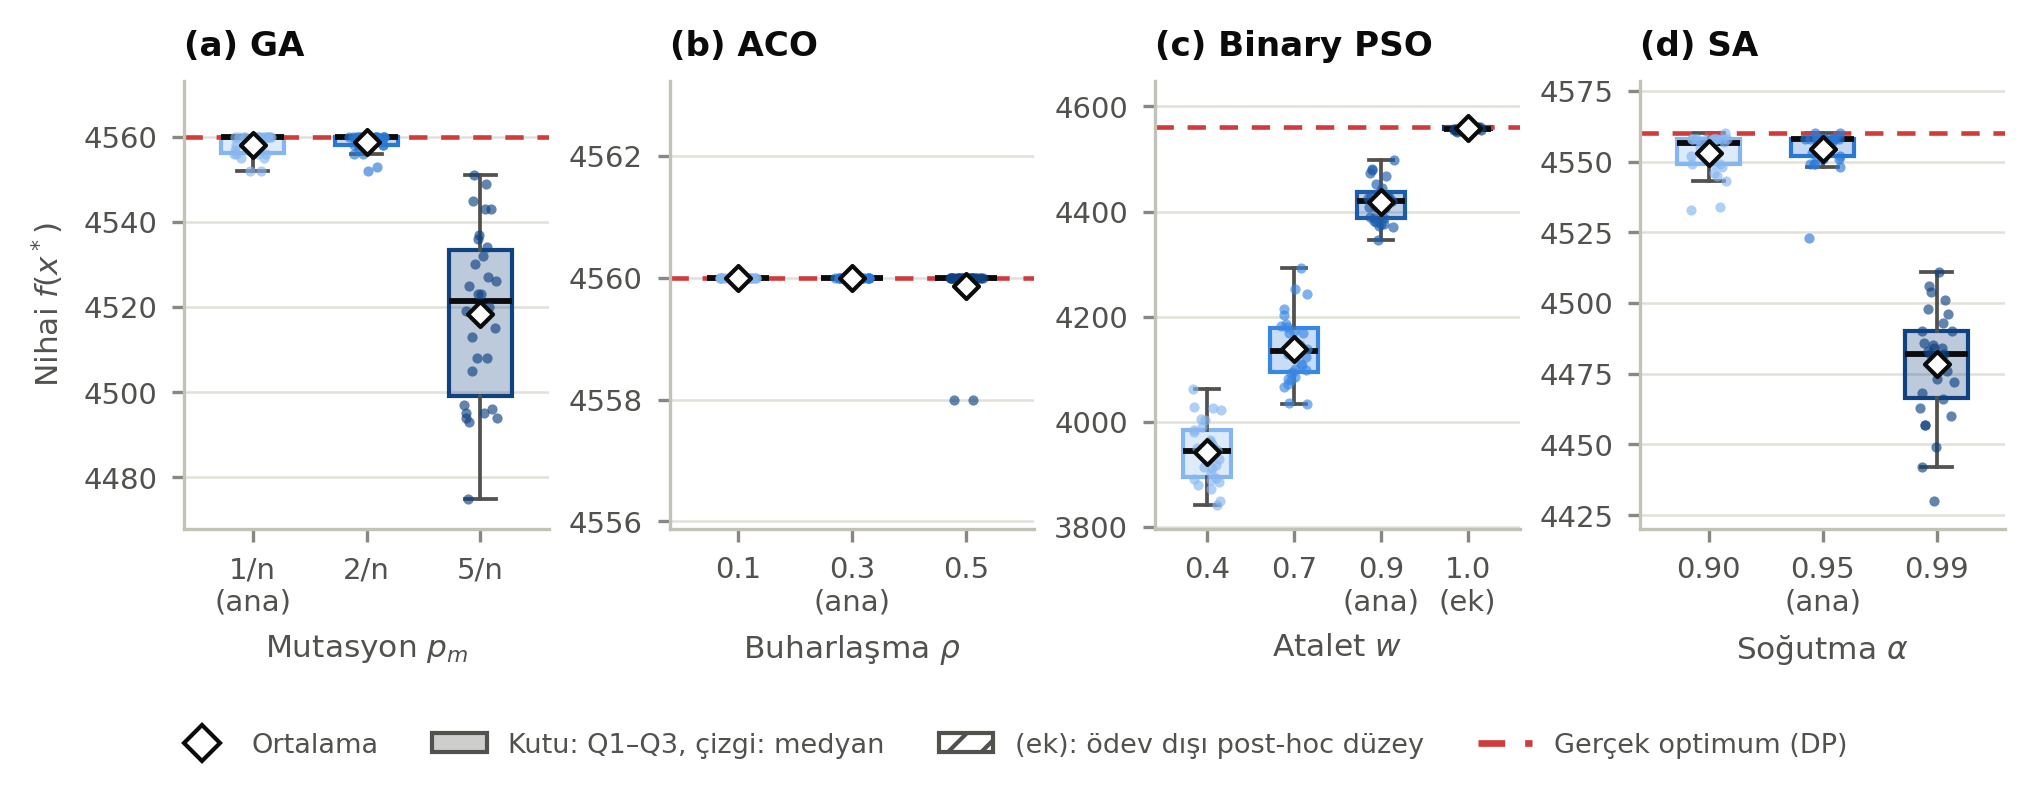 (a) GA
(b) ACO
(c) Binary PSO
(d) SA
Nihai f(x*)
4560
4540
4520
4500
4480
1/n
2/n
5/n
(ana)
Mutasyon pm
4562
4560
4558
4556
0.1
0.3
0.5
(ana)
Buharlaşma ρ
4600
4400
4200
4000
3800
0.4
0.7
0.9
1.0
(ana)
(ek)
Atalet w
4575
4550
4525
4500
4475
4450
4425
0.90
0.95
0.99
(ana)
Soğutma α
Ortalama
Kutu: Q1–Q3, çizgi: medyan
(ek): ödev dışı post-hoc düzey
Gerçek optimum (DP)